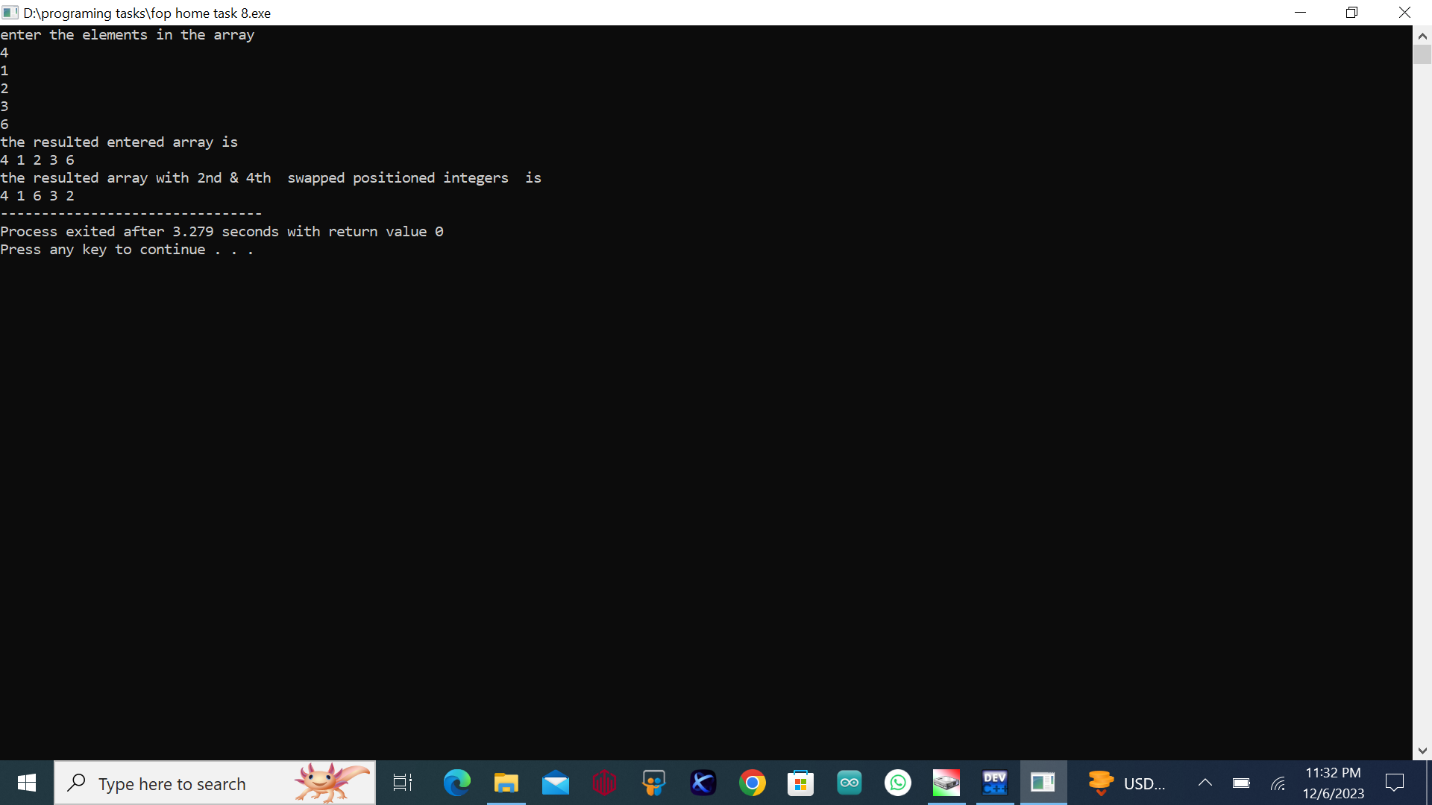 D:\programing tasks\fop home task 8.exe
enter the elements in the array
4
1
2
3
6
the resulted entered array is
4 1 2 3 6
the resulted array with 2nd & 4th  swapped positioned integers  is
4 1 6 3 2
--------------------------------
Process exited after 3.279 seconds with return value 0
Press any key to continue . . .
Type here to search
DEV
C++
USD...
11:32 PM
12/6/2023